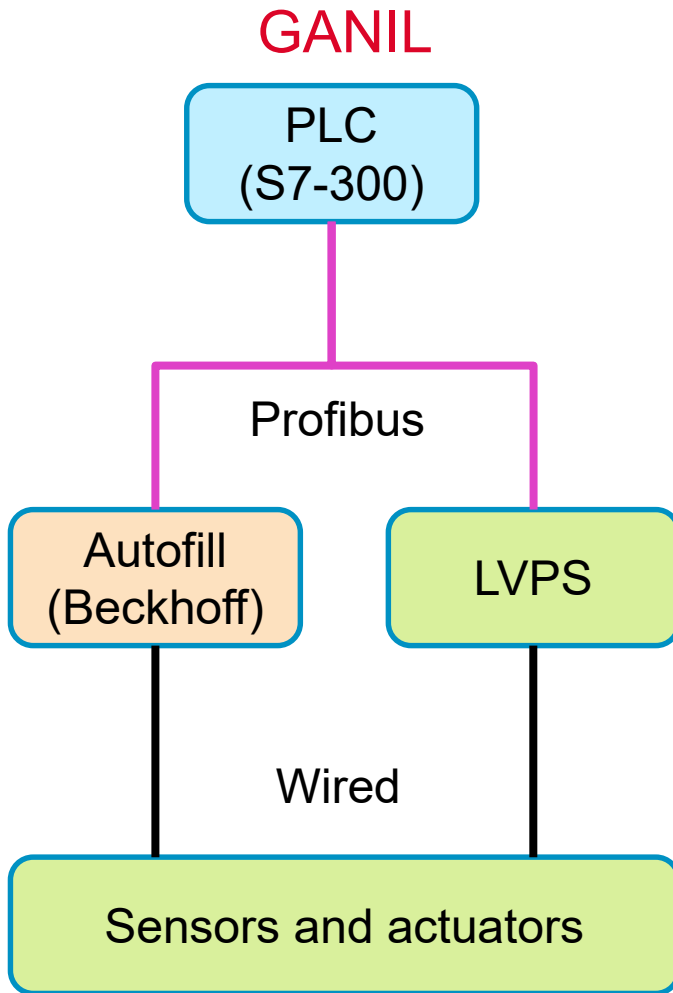 GANIL
PLC
(S7-300)
Profibus
Autofill
(Beckhoff)
LVPS
Wired
Sensors and actuators